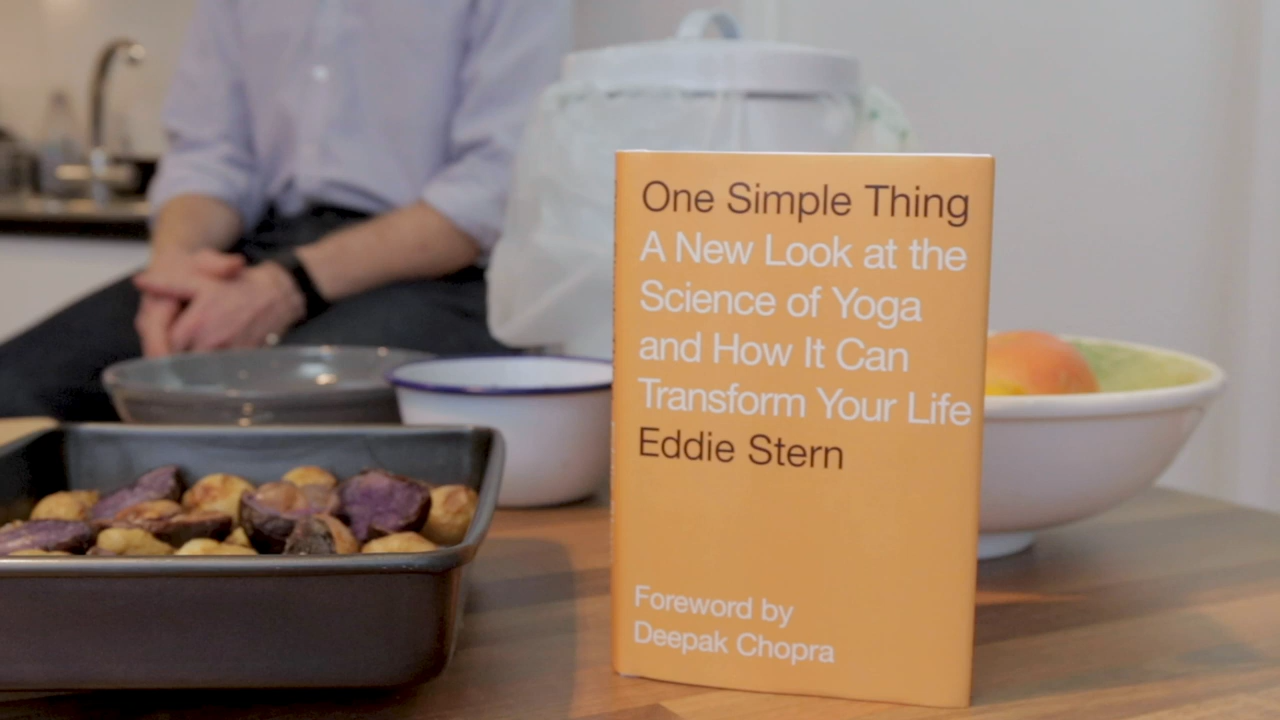 One Simple Thing
A New Look at the
Science of Yoga
and How It Can
Transform Your Life
Eddie Stern
Foreword by
Deepak Chopra